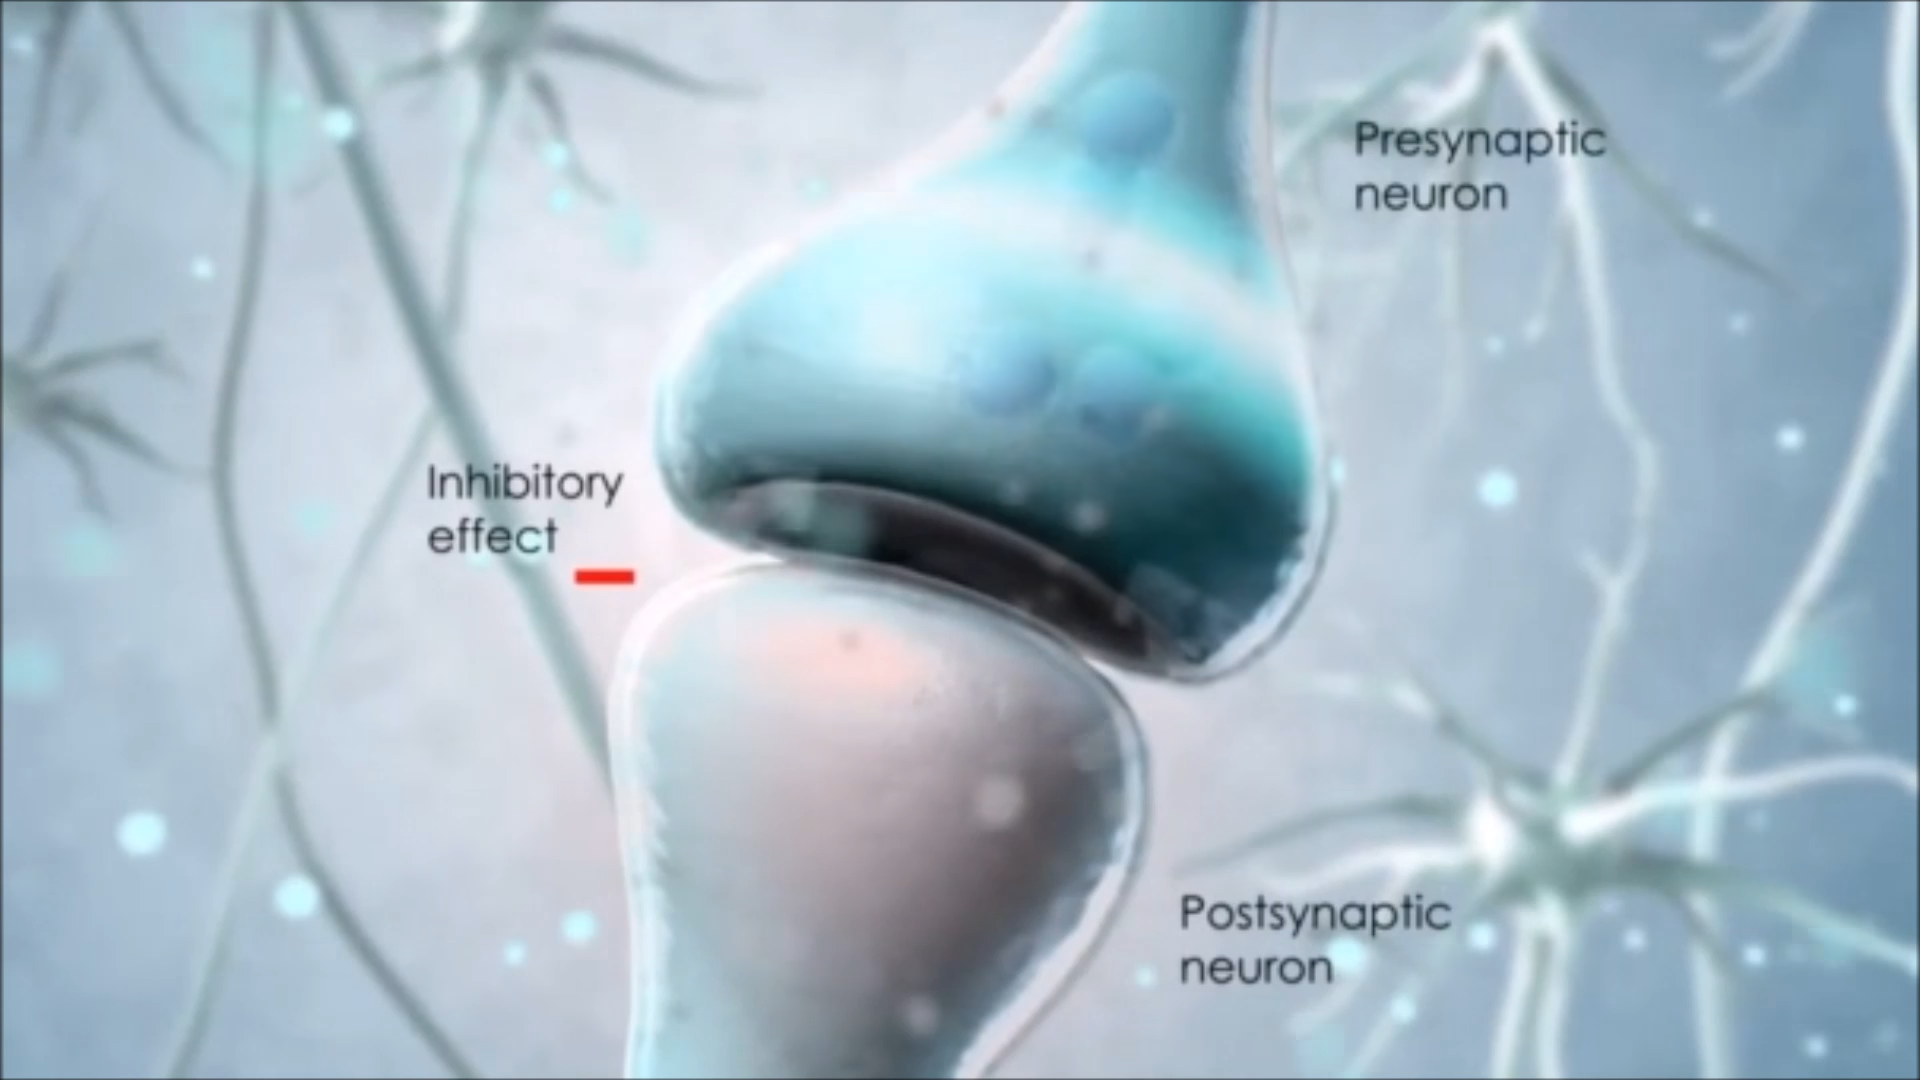 Presynaptic
neuron
Inhibitory
effect
Postsynaptic
neuron